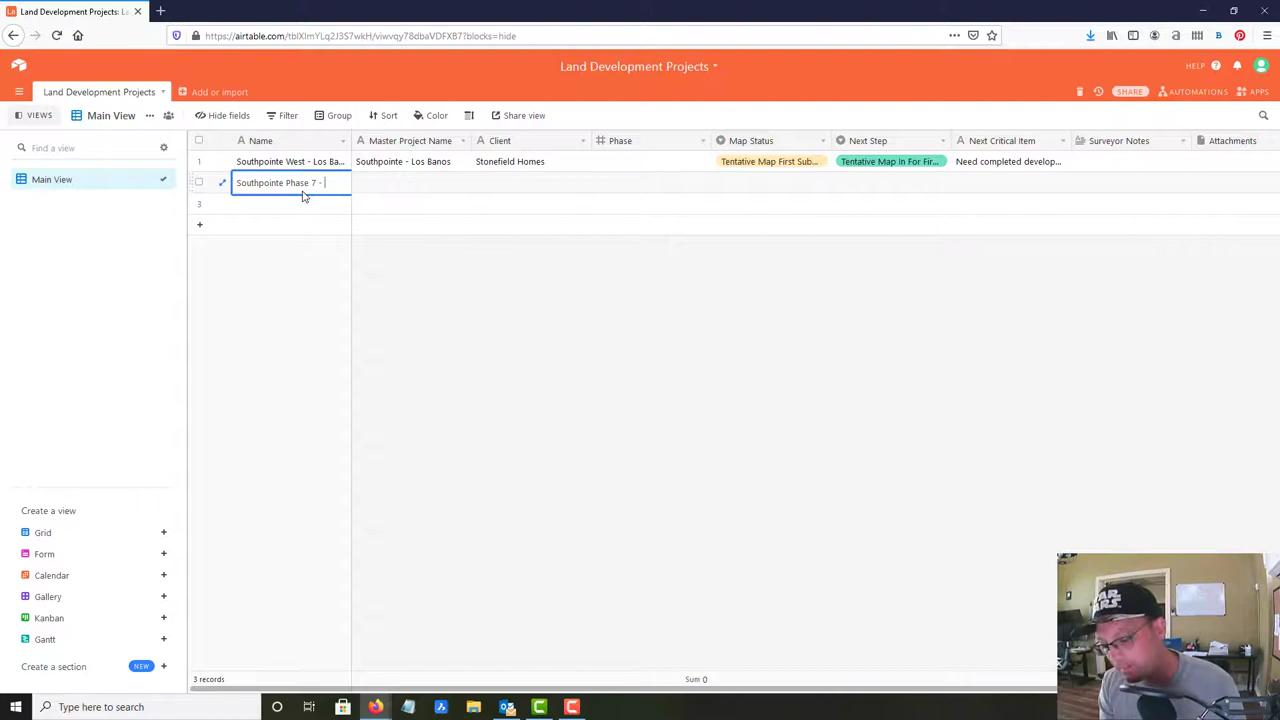 Land Development Projects: La
https://airtable.com/tblXImYLq2J3S7wkH/viwvqy78dbaVDFXB7?blocks=hide
Land Development Projects
HELP
Land Development Projects
Add or import
SHARE
AUTOMATIONS
APPS
VIEWS
Main View
Hide fields
Filter
Group
Sort
Color
Share view
Find a view
Main View
Name
Master Project Name
Client
Phase
Map Status
Next Step
Next Critical Item
Surveyor Notes
Attachments
1 Southpointe West - Los Ba... Southpointe - Los Banos Stonefield Homes Tentative Map First Sub... Tentative Map In For Fir... Need completed develop...
Southpointe Phase 7 -
3
Create a view
Grid
Form
Calendar
Gallery
Kanban
Gantt
Create a section NEW
3 records
Sum 0
STAR WARS
Type here to search